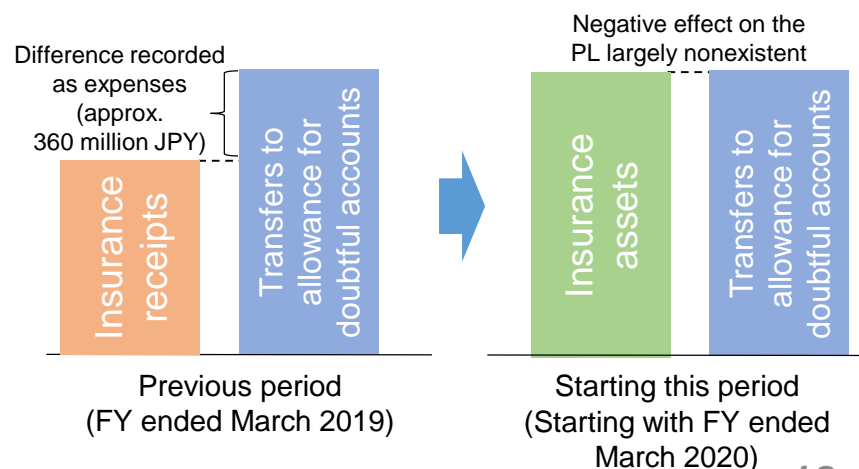 Difference recorded
as expenses
(approx.
360 million JPY)
Insurance
receipts
Transfers to
allowance for
doubtful accounts
Previous period
(FY ended March 2019)
Negative effect on the
PL largely nonexistent
Insurance
assets
Transfers to
allowance for
doubtful accounts
Starting this period
(Starting with FY ended
March 2020)